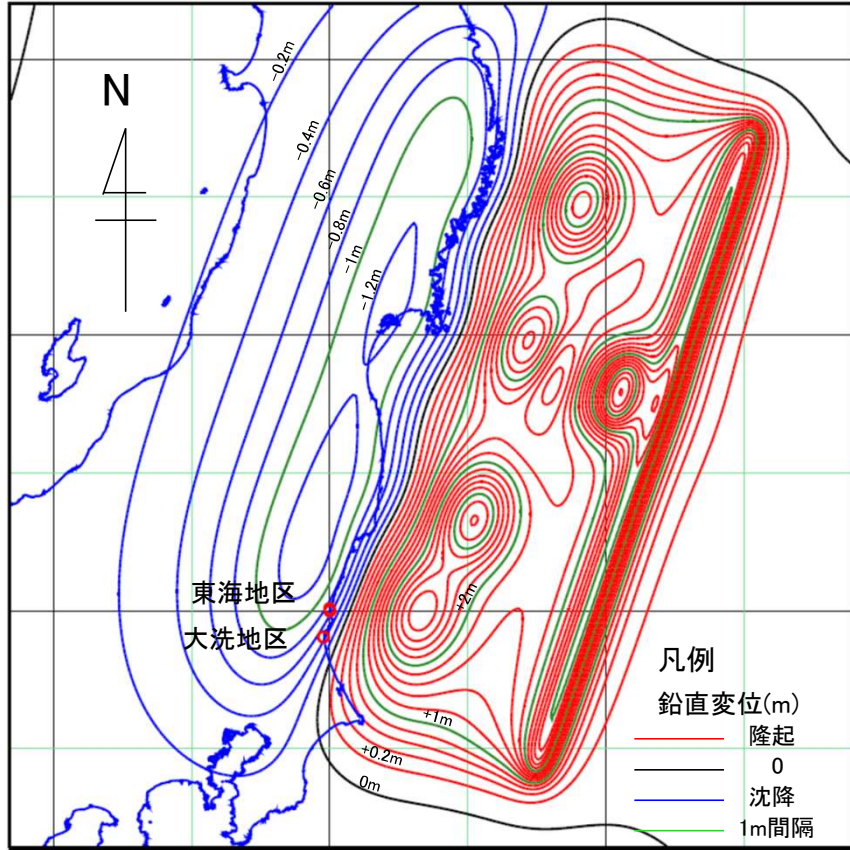 -0.2m
N
-0.4m
-0.6m
-0.8m
-1m
-1.2m
東海地区
大洗地区
+2m
+1m
+0.2m
0m
凡例
鉛直変位(m)
隆起
0
沈降
1m間隔